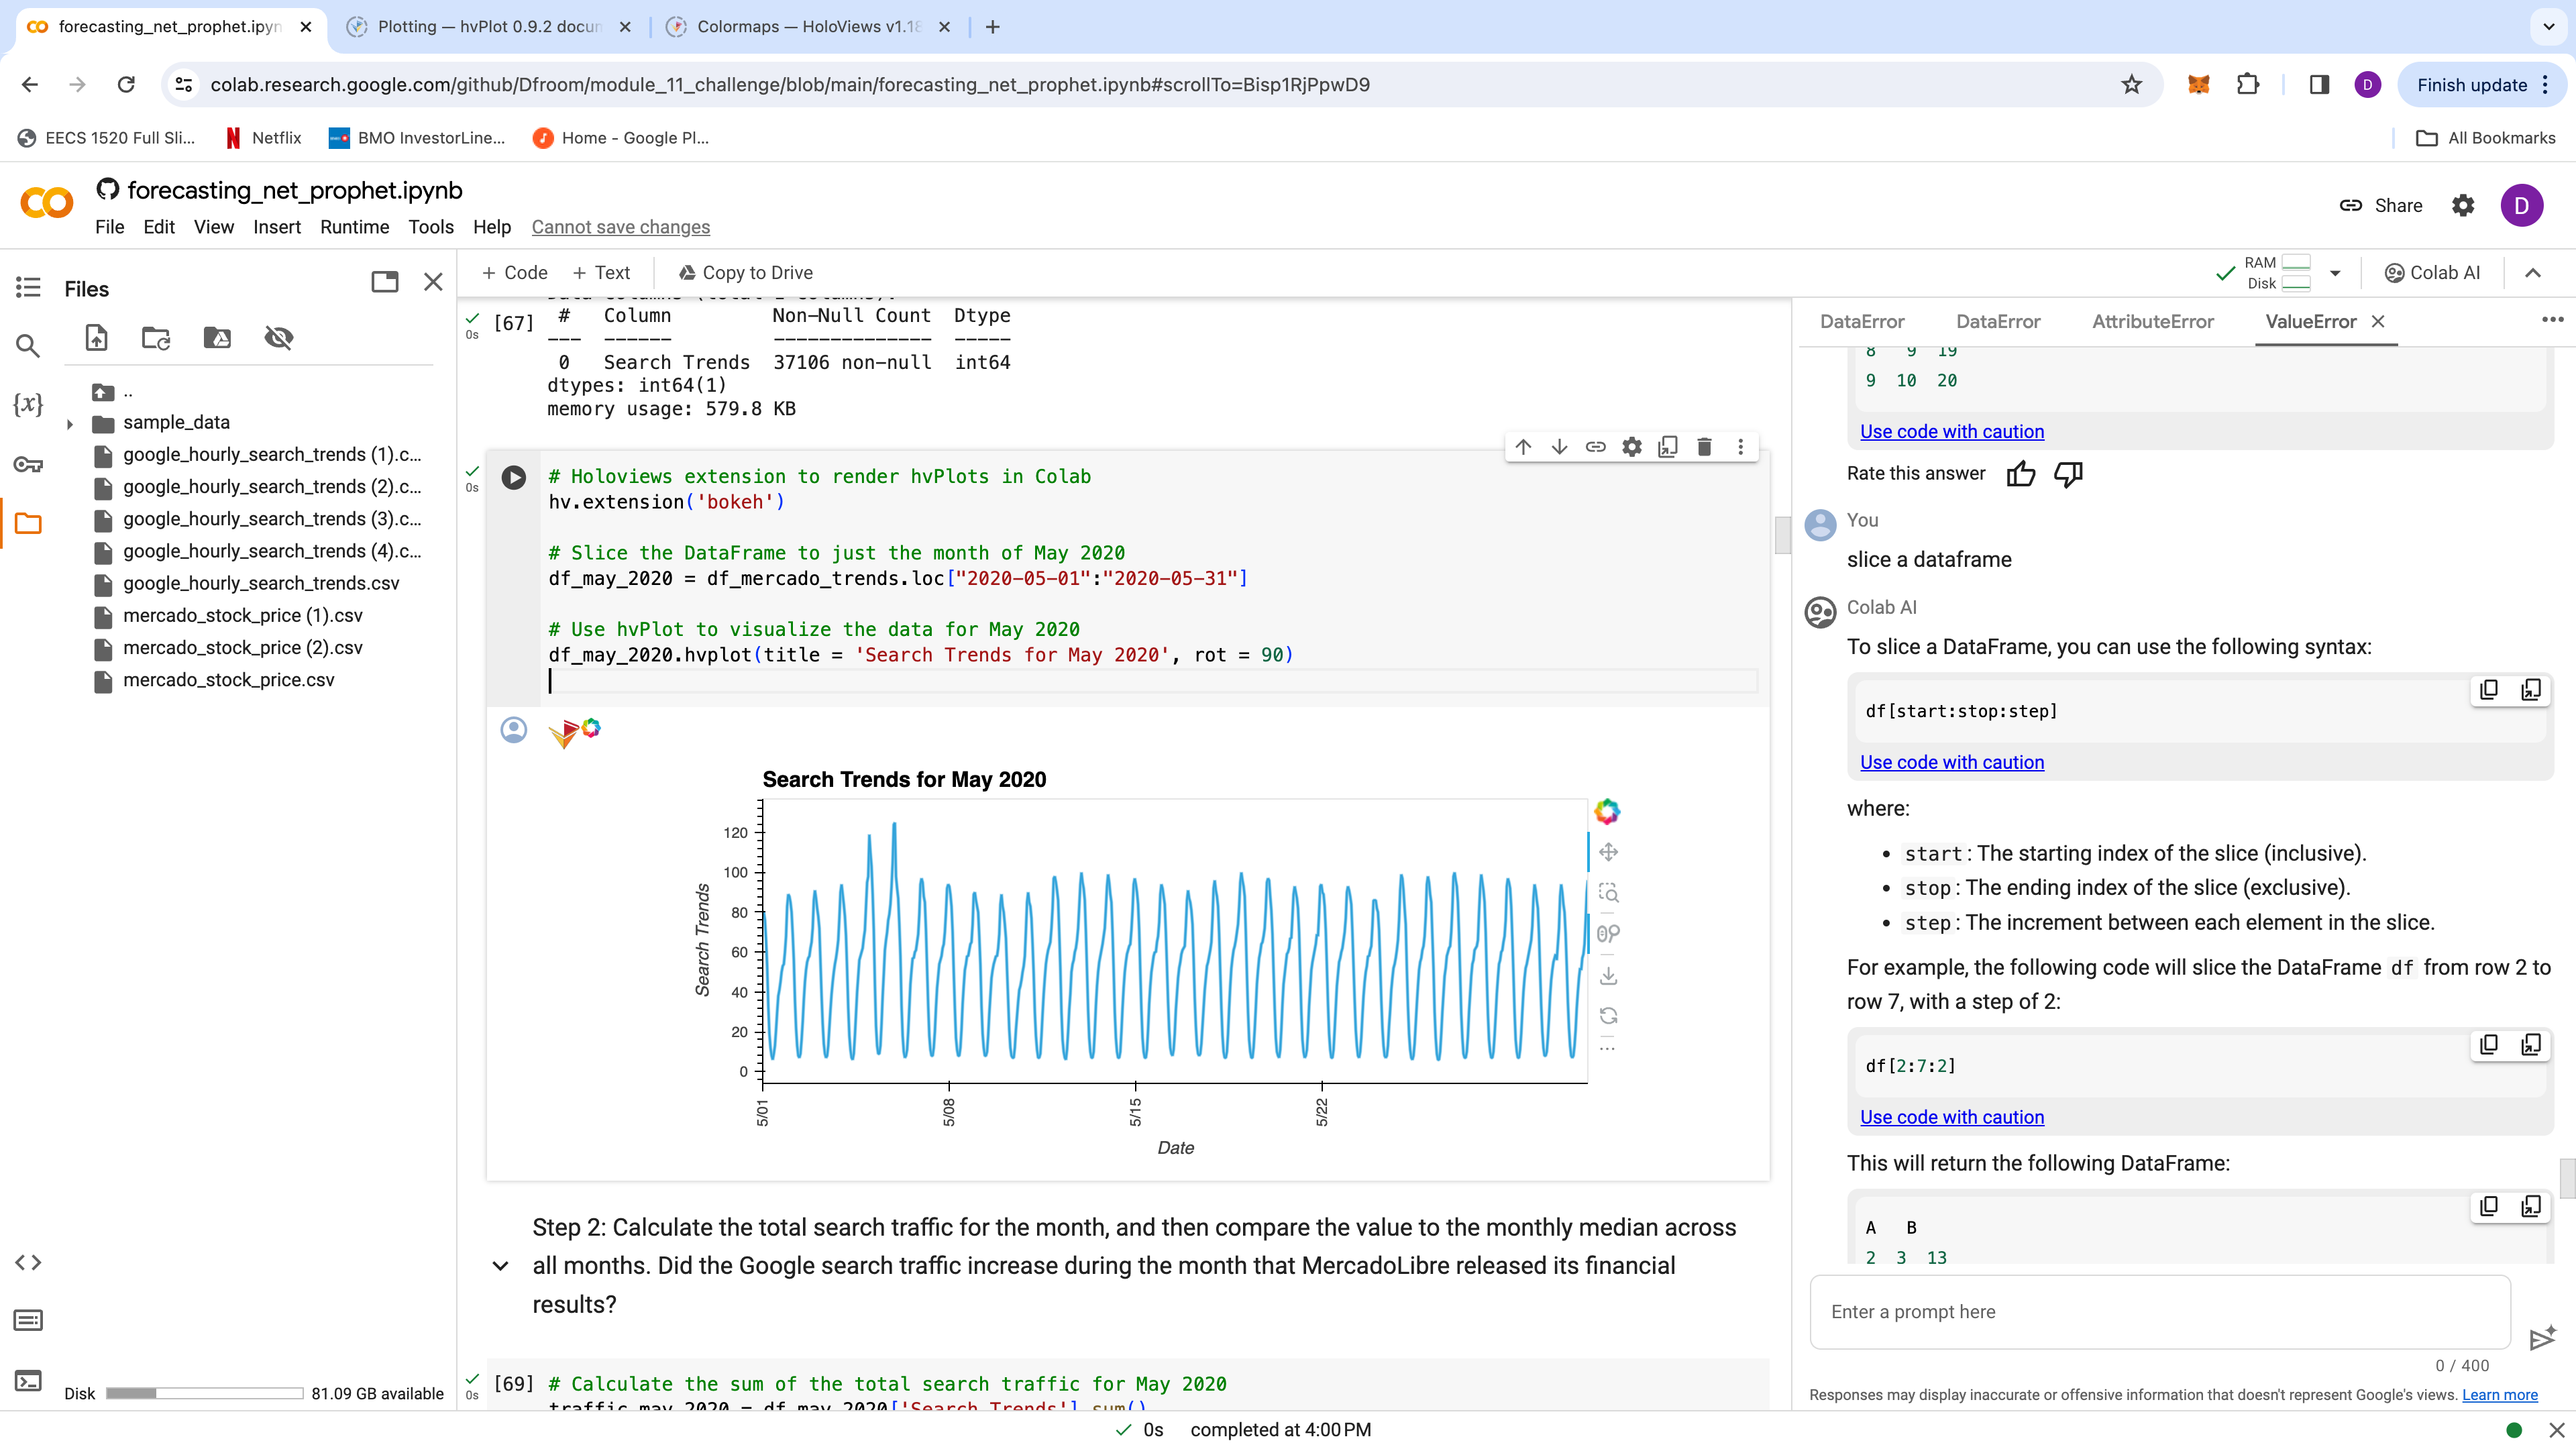 forecasting_net_prophet.ipyn
Plotting — hvPlot 0.9.2 docun
Colormaps — HoloViews v1.18
colab.research.google.com/github/Dfroom/module_11_challenge/blob/main/forecasting_net_prophet.ipynb#scrollTo=Bisp1RjPpwD9
D
Finish update
EECS 1520 Full Sli...
Netflix
BMO InvestorLine...
Home - Google Pl...
All Bookmarks
forecasting_net_prophet.ipynb
File Edit View Insert Runtime Tools Help Cannot save changes
Share
D
Files
+ Code + Text Copy to Drive
RAM
Disk
Colab AI
..
sample_data
google_hourly_search_trends (1).c...
google_hourly_search_trends (2).c...
google_hourly_search_trends (3).c...
google_hourly_search_trends (4).c...
google_hourly_search_trends.csv
mercado_stock_price (1).csv
mercado_stock_price (2).csv
mercado_stock_price.csv
Disk 81.09 GB available
0s
[67]
# Column Non-Null Count Dtype
--- ------ -------------- -----
0 Search Trends 37106 non-null int64
dtypes: int64(1)
memory usage: 579.8 KB
0s
# Holoviews extension to render hvPlots in Colab
hv.extension('bokeh')
# Slice the DataFrame to just the month of May 2020
df_may_2020 = df_mercado_trends.loc["2020-05-01":"2020-05-31"]
# Use hvPlot to visualize the data for May 2020
df_may_2020.hvplot(title = 'Search Trends for May 2020', rot = 90)
Search Trends for May 2020
120
100
80
60
40
20
0
Search Trends
5/01
5/08
5/15
5/22
Date
Step 2: Calculate the total search traffic for the month, and then compare the value to the monthly median across
all months. Did the Google search traffic increase during the month that MercadoLibre released its financial
results?
0s
[69]
# Calculate the sum of the total search traffic for May 2020
traffic_may_2020 = df_may_2020['Search Trends'].sum()
DataError DataError AttributeError ValueError
8 9 19
9 10 20
Use code with caution
Rate this answer
You
slice a dataframe
Colab AI
To slice a DataFrame, you can use the following syntax:
df[start:stop:step]
Use code with caution
where:
• start: The starting index of the slice (inclusive).
• stop: The ending index of the slice (exclusive).
• step: The increment between each element in the slice.
For example, the following code will slice the DataFrame df from row 2 to
row 7, with a step of 2:
df[2:7:2]
Use code with caution
This will return the following DataFrame:
A B
2 3 13
Enter a prompt here
0 / 400
Responses may display inaccurate or offensive information that doesn't represent Google's views. Learn more
0s completed at 4:00 PM